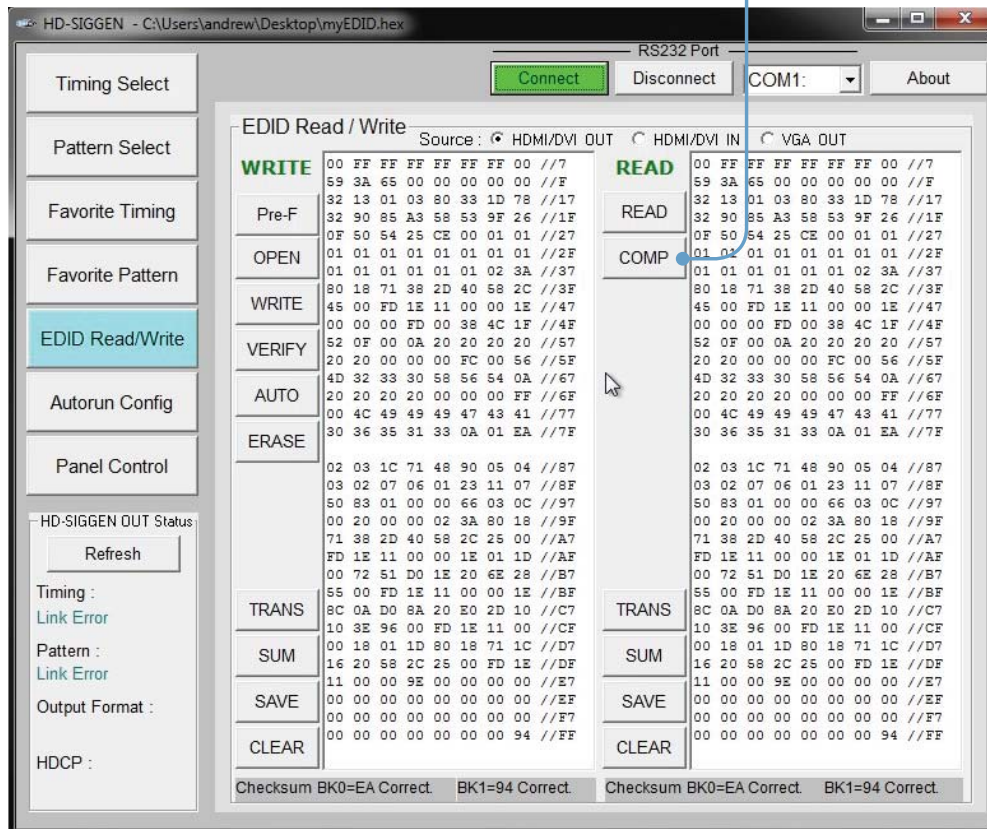 HD-SIGGEN - C:\Users\andrew\Desktop\myEDID.hex
RS232 Port
Connect Disconnect COM1: About
Timing Select
Pattern Select
Favorite Timing
Favorite Pattern
EDID Read/Write
Autorun Config
Panel Control
HD-SIGGEN OUT Status
Refresh
Timing :
Link Error
Pattern :
Link Error
Output Format :
HDCP :
EDID Read / Write
Source : HDMI/DVI OUT HDMI/DVI IN VGA OUT
WRITE
Pre-F
OPEN
WRITE
VERIFY
AUTO
ERASE
TRANS
SUM
SAVE
CLEAR
00 FF FF FF FF FF FF 00 //7
59 3A 65 00 00 00 00 00 //F
32 13 01 03 80 33 1D 78 //17
32 90 85 A3 58 53 9F 26 //1F
0F 50 54 25 CE 00 01 01 //27
01 01 01 01 01 01 01 01 //2F
01 01 01 01 01 01 02 3A //37
80 18 71 38 2D 40 58 2C //3F
45 00 FD 1E 11 00 00 1E //47
00 00 00 FD 00 38 4C 1F //4F
52 0F 00 0A 20 20 20 20 //57
20 20 00 00 00 FC 00 56 //5F
4D 32 33 30 58 56 54 0A //67
20 20 20 20 00 00 00 FF //6F
00 4C 49 49 49 47 43 41 //77
30 36 35 31 33 0A 01 EA //7F
02 03 1C 71 48 90 05 04 //87
03 02 07 06 01 23 11 07 //8F
50 83 01 00 00 66 03 0C //97
00 20 00 00 02 3A 80 18 //9F
71 38 2D 40 58 2C 25 00 //A7
FD 1E 11 00 00 1E 01 1D //AF
00 72 51 D0 1E 20 6E 28 //B7
55 00 FD 1E 11 00 00 1E //BF
8C 0A D0 8A 20 E0 2D 10 //C7
10 3E 96 00 FD 1E 11 00 //CF
00 18 01 1D 80 18 71 1C //D7
16 20 58 2C 25 00 FD 1E //DF
11 00 00 9E 00 00 00 00 //E7
00 00 00 00 00 00 00 00 //EF
00 00 00 00 00 00 00 00 //F7
00 00 00 00 00 00 00 94 //FF
Checksum BK0=EA Correct. BK1=94 Correct.
READ
READ
COMP
TRANS
SUM
SAVE
CLEAR
00 FF FF FF FF FF FF 00 //7
59 3A 65 00 00 00 00 00 //F
32 13 01 03 80 33 1D 78 //17
32 90 85 A3 58 53 9F 26 //1F
0F 50 54 25 CE 00 01 01 //27
01 01 01 01 01 01 01 01 //2F
01 01 01 01 01 01 02 3A //37
80 18 71 38 2D 40 58 2C //3F
45 00 FD 1E 11 00 00 1E //47
00 00 00 FD 00 38 4C 1F //4F
52 0F 00 0A 20 20 20 20 //57
20 20 00 00 00 FC 00 56 //5F
4D 32 33 30 58 56 54 0A //67
20 20 20 20 00 00 00 FF //6F
00 4C 49 49 49 47 43 41 //77
30 36 35 31 33 0A 01 EA //7F
02 03 1C 71 48 90 05 04 //87
03 02 07 06 01 23 11 07 //8F
50 83 01 00 00 66 03 0C //97
00 20 00 00 02 3A 80 18 //9F
71 38 2D 40 58 2C 25 00 //A7
FD 1E 11 00 00 1E 01 1D //AF
00 72 51 D0 1E 20 6E 28 //B7
55 00 FD 1E 11 00 00 1E //BF
8C 0A D0 8A 20 E0 2D 10 //C7
10 3E 96 00 FD 1E 11 00 //CF
00 18 01 1D 80 18 71 1C //D7
16 20 58 2C 25 00 FD 1E //DF
11 00 00 9E 00 00 00 00 //E7
00 00 00 00 00 00 00 00 //EF
00 00 00 00 00 00 00 00 //F7
00 00 00 00 00 00 00 94 //FF
Checksum BK0=EA Correct. BK1=94 Correct.